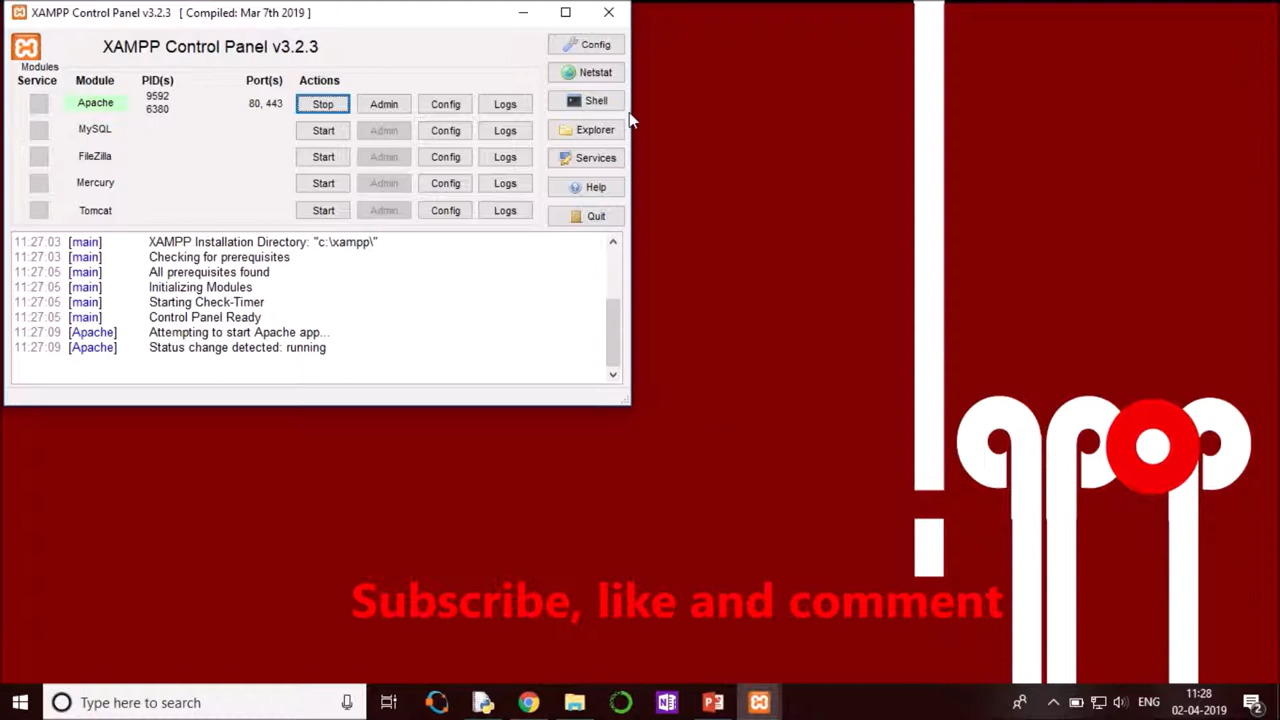 XAMPP Control Panel v3.2.3 [ Compiled: Mar 7th 2019 ]
XAMPP Control Panel v3.2.3
Config
Modules
Service Module PID(s) Port(s) Actions
Netstat
Apache 9592 6380 80, 443 Stop Admin Config Logs
Shell
MySQL Start Admin Config Logs
Explorer
FileZilla Start Admin Config Logs
Services
Mercury Start Admin Config Logs
Help
Tomcat Start Admin Config Logs
Quit
11:27:03 [main] XAMPP Installation Directory: "c:\xampp\"
11:27:03 [main] Checking for prerequisites
11:27:05 [main] All prerequisites found
11:27:05 [main] Initializing Modules
11:27:05 [main] Starting Check-Timer
11:27:05 [main] Control Panel Ready
11:27:09 [Apache] Attempting to start Apache app...
11:27:09 [Apache] Status change detected: running
Subscribe, like and comment
Type here to search
ENG
11:28
02-04-2019
2